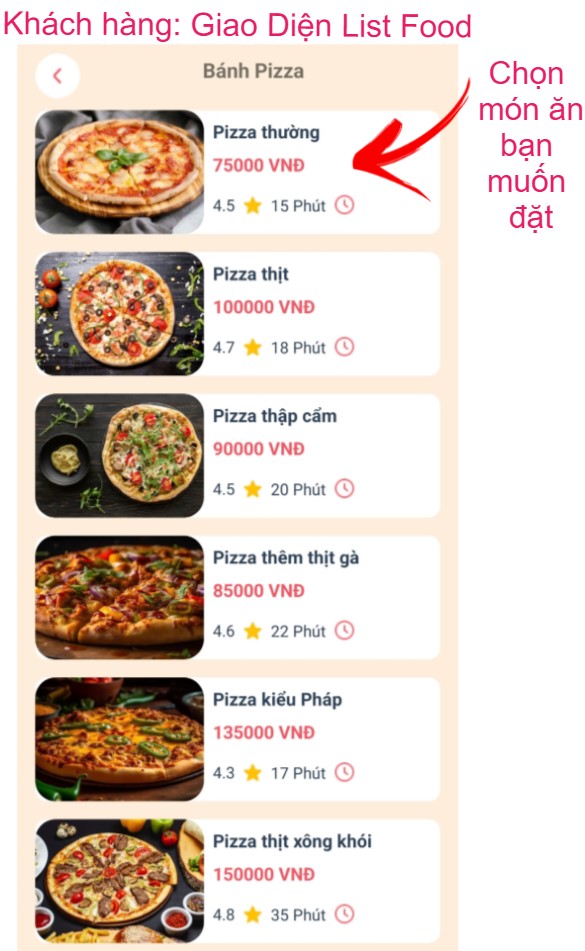 Khách hàng: Giao Diện List Food
Bánh Pizza
Chọn
món ăn
bạn
muốn
đặt
Pizza thường
75000 VNĐ
4.5 15 Phút
Pizza thịt
100000 VNĐ
4.7 18 Phút
Pizza thập cẩm
90000 VNĐ
4.5 20 Phút
Pizza thêm thịt gà
85000 VNĐ
4.6 22 Phút
Pizza kiểu Pháp
135000 VNĐ
4.3 17 Phút
Pizza thịt xông khói
150000 VNĐ
4.8 35 Phút